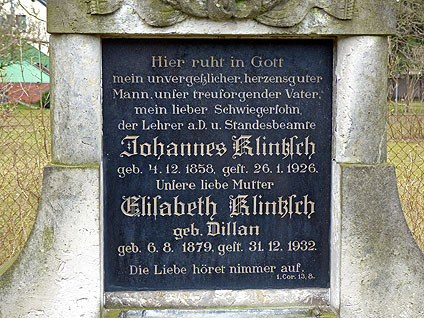 Hier ruht in Gott
mein unvergeßlicher, herzensguter
Mann, unſer treuſorgender Vater,
mein lieber Schwiegerſohn,
der Lehrer a.D. u. Standesbeamte
Johannes Klintzſch
geb. 4. 12. 1858, geſt. 26. 1. 1926.
Unſere liebe Mutter
Eliſabeth Klintzſch
geb. Dillan
geb. 6. 8. 1879, geſt. 31. 12. 1932.
Die Liebe höret nimmer auf.
1. Cor. 13. 8.